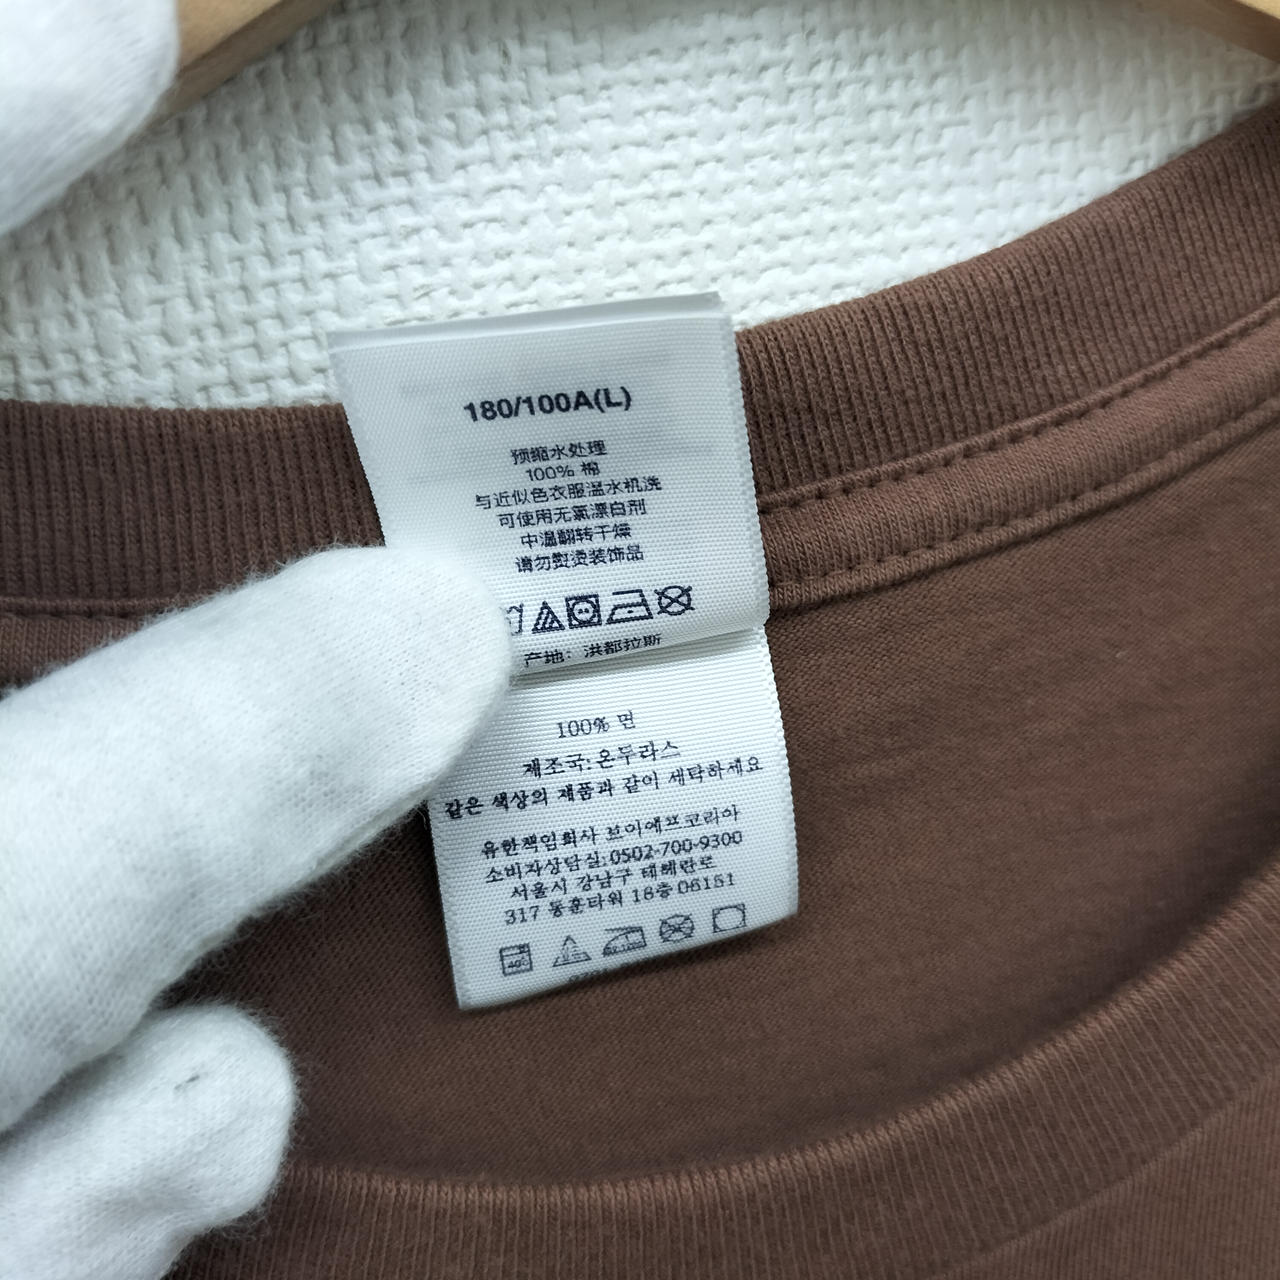 180/100A(L)
预缩水处理
100% 棉
与近似色衣服温水机洗
可使用无氯漂白剂
中温翻转干燥
请勿熨烫装饰品
产地：洪都拉斯
100% 면
제조국: 온두라스
같은 색상의 제품과 같이 세탁하세요
유한책임회사 브이에프코리아
소비자상담실: 0502-700-9300
서울시 강남구 테헤란로
317 동훈타워 18층 06151
40℃